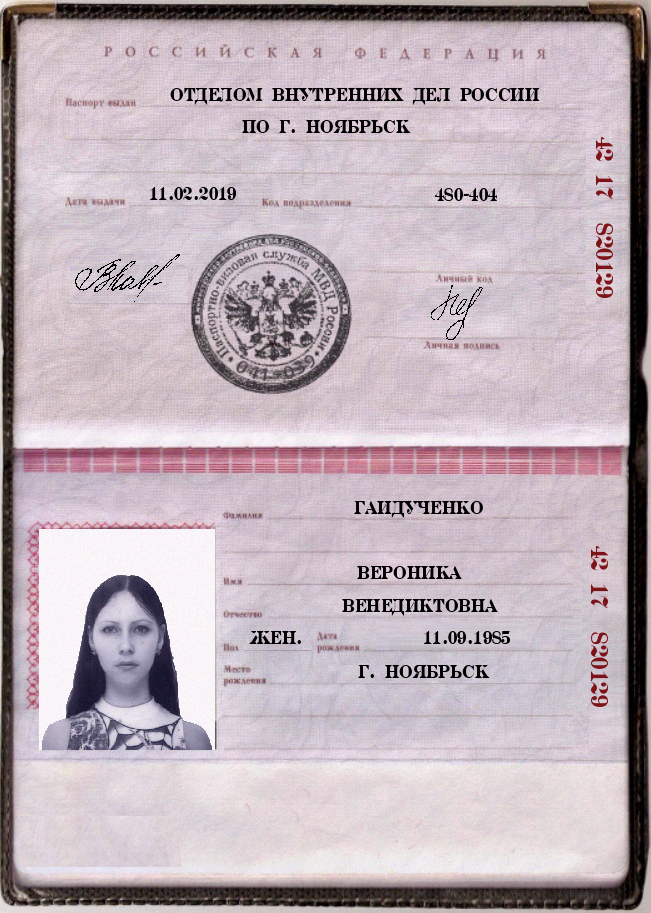 РОССИЙСКАЯ ФЕДЕРАЦИЯ
Паспорт выдан ОТДЕЛОМ ВНУТРЕННИХ ДЕЛ РОССИИ
ПО Г. НОЯБРЬСК
Дата выдачи 11.02.2019 Код подразделения 480-404
42 17 820129
Паспортно-визовая служба МВД России
041-039
Личный код
Личная подпись
Фамилия ГАИДУЧЕНКО
Имя ВЕРОНИКА
Отчество ВЕНЕДИКТОВНА
Пол ЖЕН. Дата рождения 11.09.1985
Место рождения Г. НОЯБРЬСК
42 17 820129